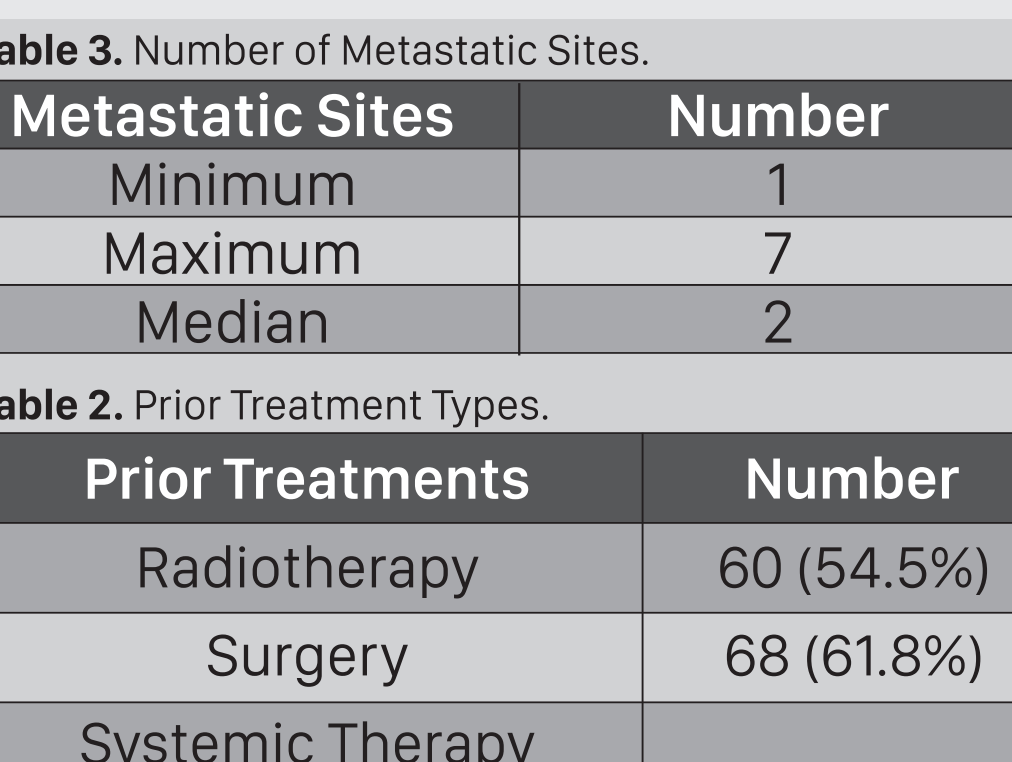 able 3. Number of Metastatic Sites.
Metastatic Sites Number
Minimum 1
Maximum 7
Median 2
able 2. Prior Treatment Types.
Prior Treatments Number
Radiotherapy 60 (54.5%)
Surgery 68 (61.8%)
Systemic Therapy